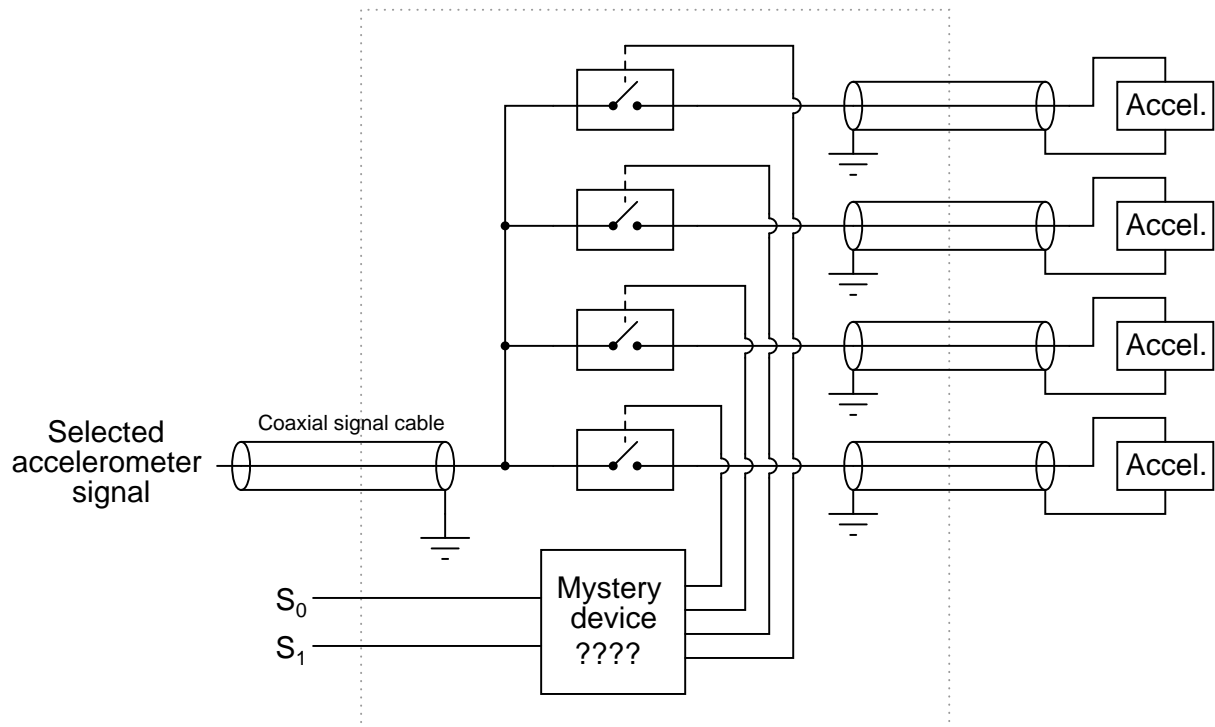 Accel.
Accel.
Accel.
Coaxial signal cable
Selected
accelerometer
signal
Accel.
S0
S1
Mystery
device
????